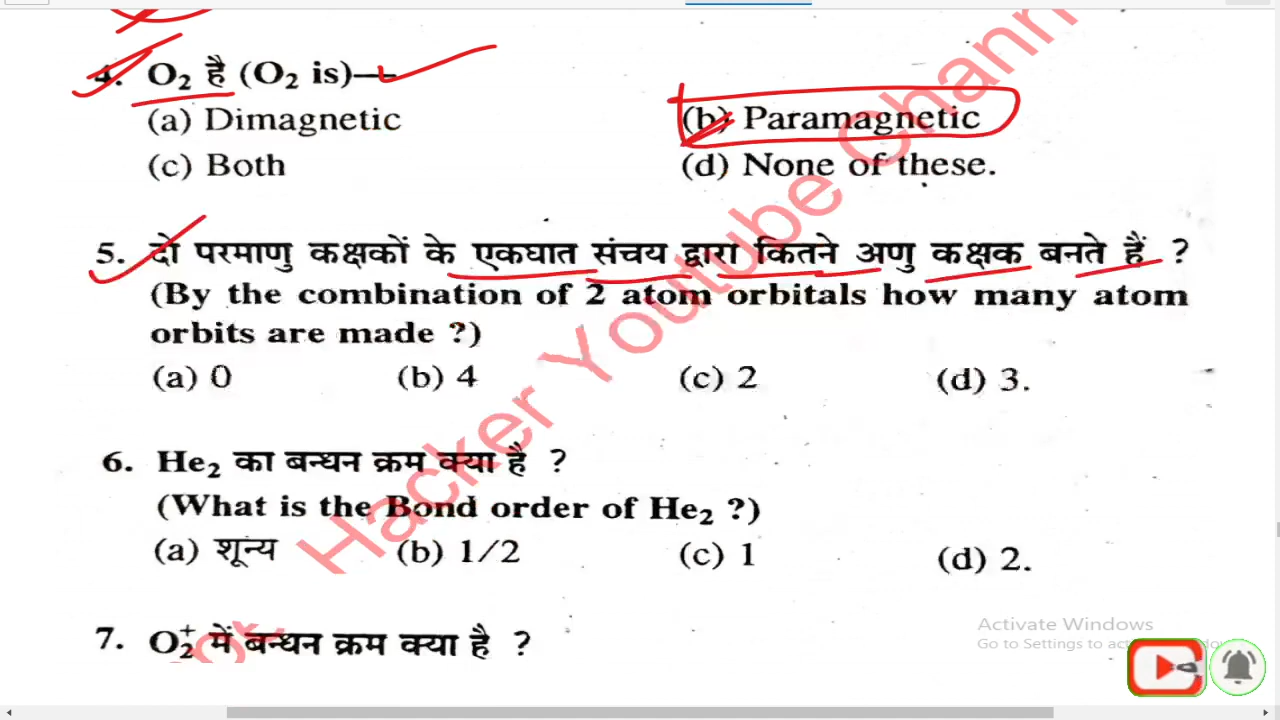 4. O₂ है (O₂ is)—
(a) Dimagnetic (b) Paramagnetic
(c) Both (d) None of these.
5. दो परमाणु कक्षकों के एकघात संचय द्वारा कितने अणु कक्षक बनते हैं ?
(By the combination of 2 atom orbitals how many atom
orbits are made ?)
(a) 0 (b) 4 (c) 2 (d) 3.
6. He₂ का बन्धन क्रम क्या है ?
(What is the Bond order of He₂ ?)
(a) शून्य (b) 1/2 (c) 1 (d) 2.
7. O₂⁺ में बन्धन क्रम क्या है ?
Hacker Youtube Chann
Activate Windows
Go to Settings to